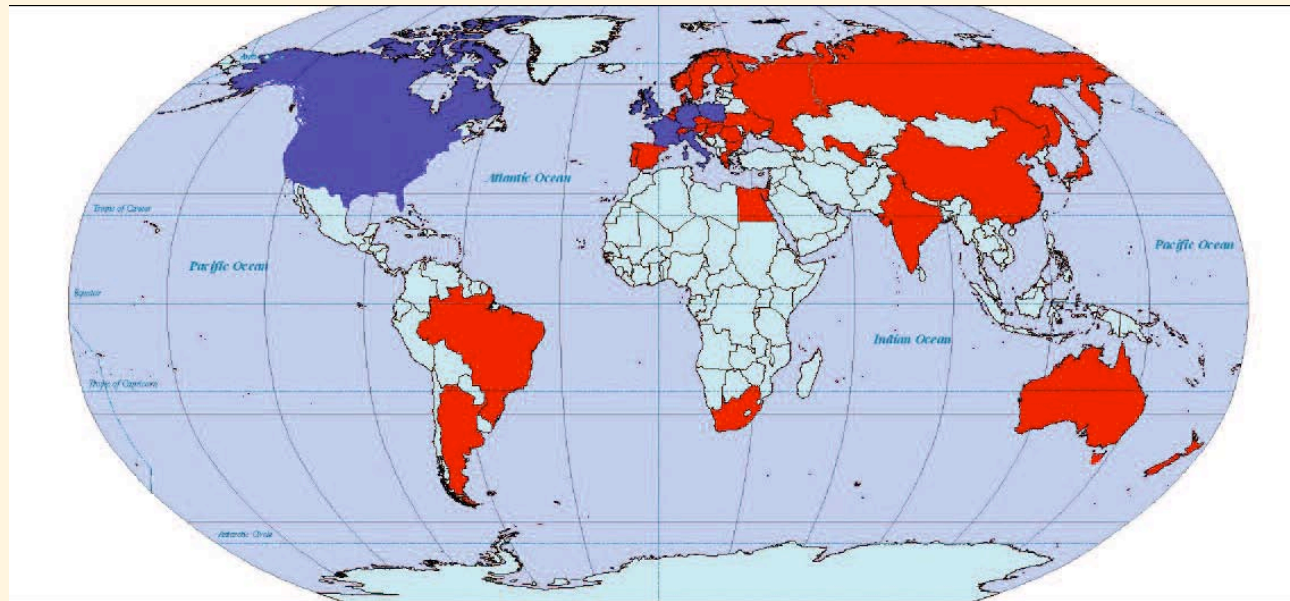 Atlantic Ocean
Tropic of Cancer
Pacific Ocean
Pacific Ocean
Equator
Indian Ocean
Tropic of Capricorn
Antarctic Circle